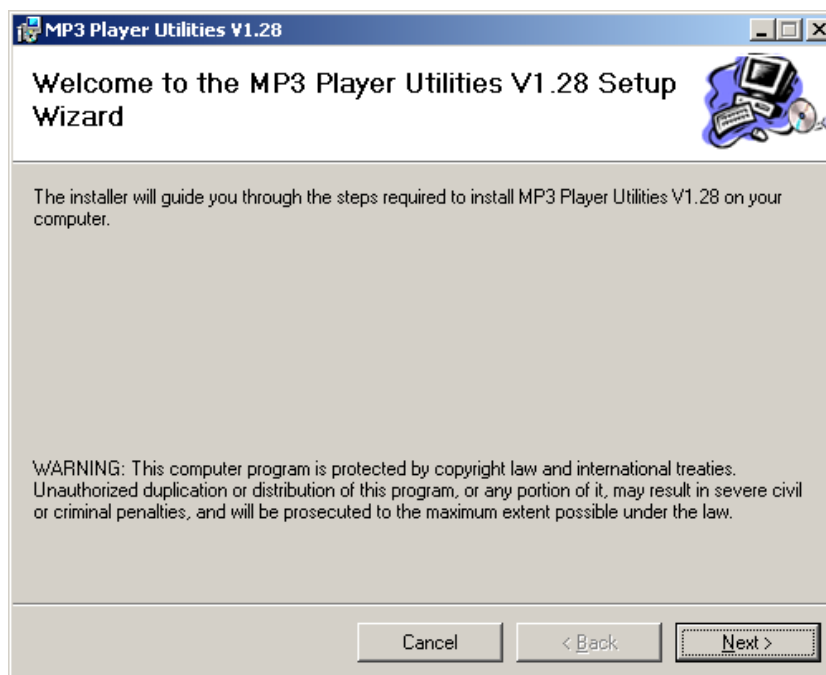 MP3 Player Utilities V1.28
Welcome to the MP3 Player Utilities V1.28 Setup
Wizard
The installer will guide you through the steps required to install MP3 Player Utilities V1.28 on your
computer.
WARNING: This computer program is protected by copyright law and international treaties.
Unauthorized duplication or distribution of this program, or any portion of it, may result in severe civil
or criminal penalties, and will be prosecuted to the maximum extent possible under the law.
Cancel
< Back
Next >